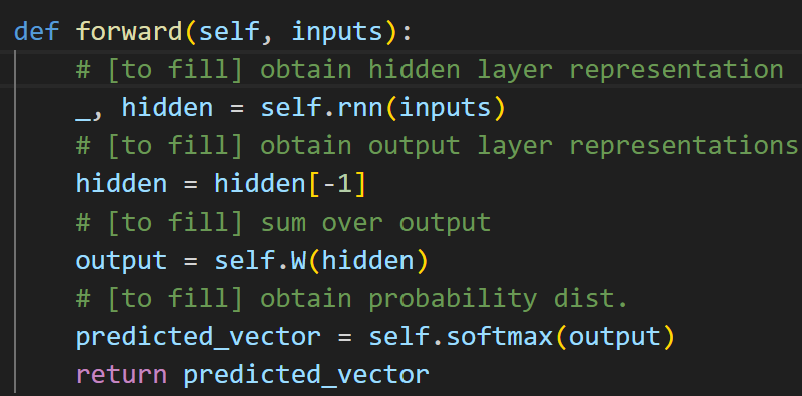 def forward(self, inputs):
# [to fill] obtain hidden layer representation
_, hidden = self.rnn(inputs)
# [to fill] obtain output layer representations
hidden = hidden[-1]
# [to fill] sum over output
output = self.W(hidden)
# [to fill] obtain probability dist.
predicted_vector = self.softmax(output)
return predicted_vector